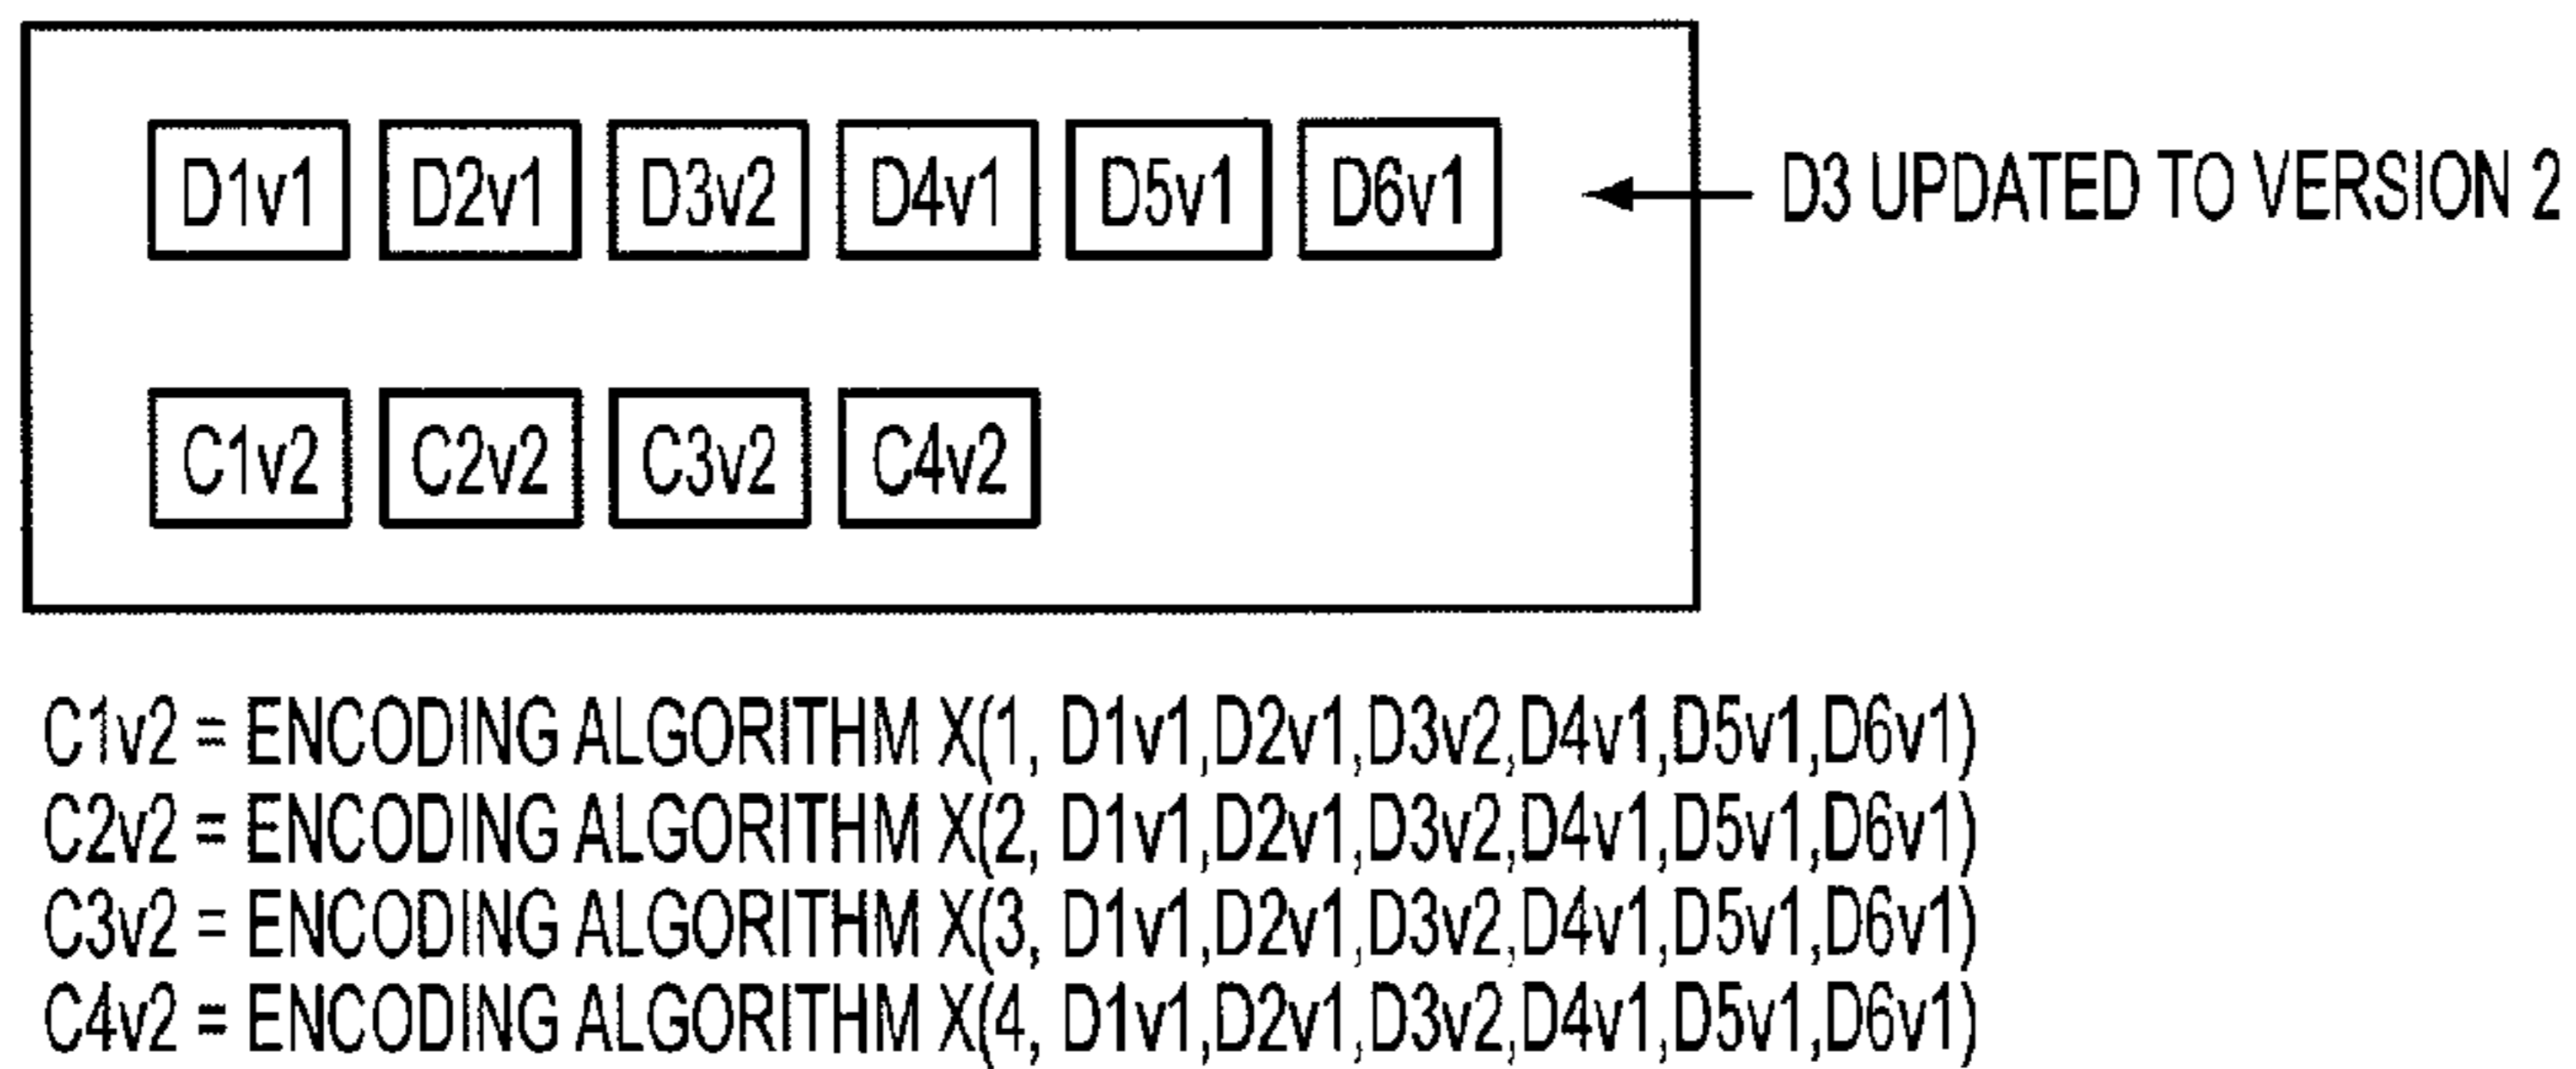 D1v1 D2v1 D3v2 D4v1 D5v1 D6v1 D3 UPDATED TO VERSION 2
C1v2 C2v2 C3v2 C4v2
C1v2 = ENCODING ALGORITHM X(1, D1v1,D2v1,D3v2,D4v1,D5v1,D6v1)
C2v2 = ENCODING ALGORITHM X(2, D1v1,D2v1,D3v2,D4v1,D5v1,D6v1)
C3v2 = ENCODING ALGORITHM X(3, D1v1,D2v1,D3v2,D4v1,D5v1,D6v1)
C4v2 = ENCODING ALGORITHM X(4, D1v1,D2v1,D3v2,D4v1,D5v1,D6v1)